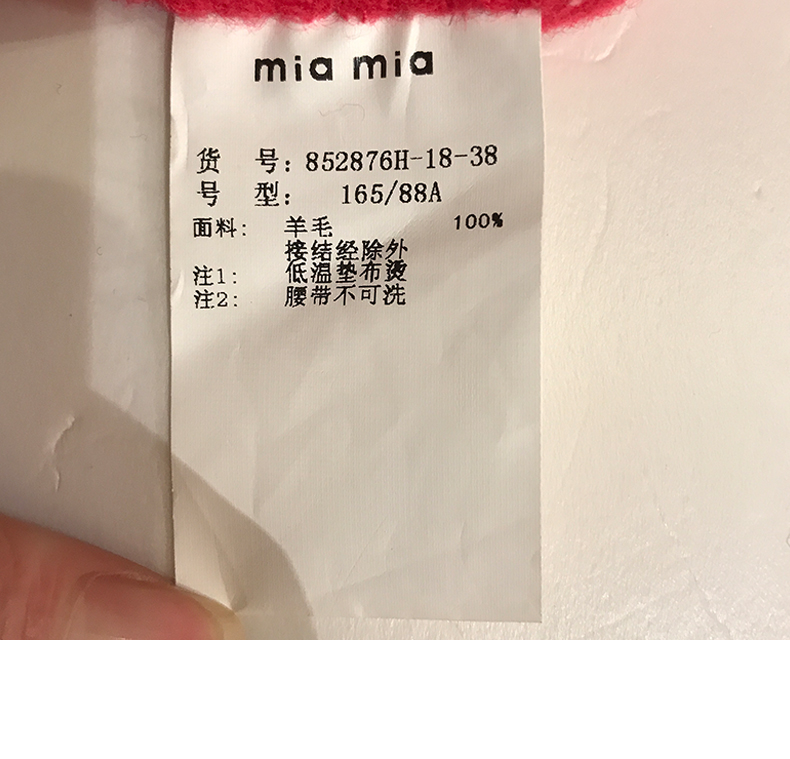 mia mia
货 号: 852876H-18-38
号 型: 165/88A
面料: 羊毛 100%
接结经除外
注1: 低温垫布烫
注2: 腰带不可洗